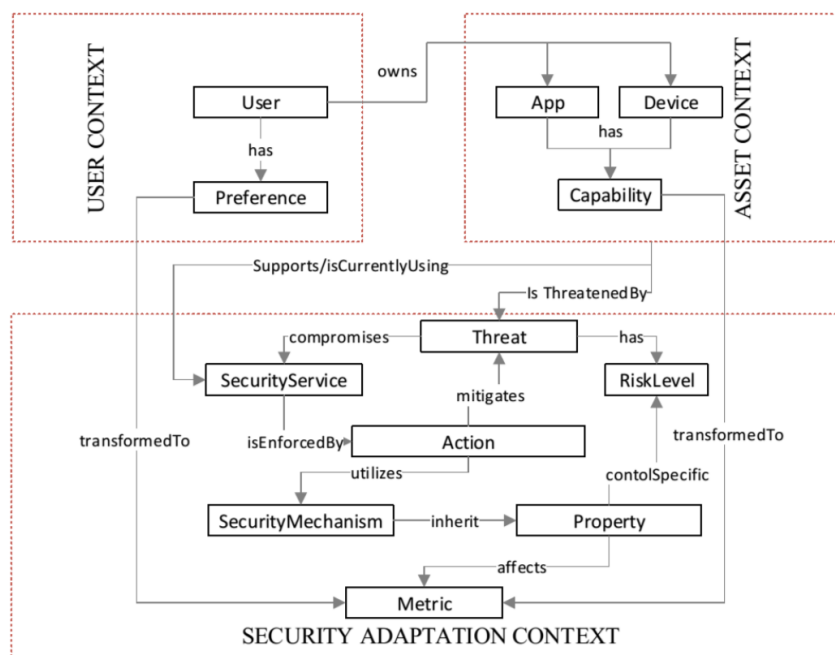 USER CONTEXT
ASSET CONTEXT
owns
User
App
Device
has
has
Preference
Capability
Supports/isCurrentlyUsing
Is ThreatenedBy
compromises
Threat
has
SecurityService
RiskLevel
mitigates
transformedTo
isEnforcedBy
Action
transformedTo
utilizes
contolSpecific
SecurityMechanism
inherit
Property
affects
Metric
SECURITY ADAPTATION CONTEXT